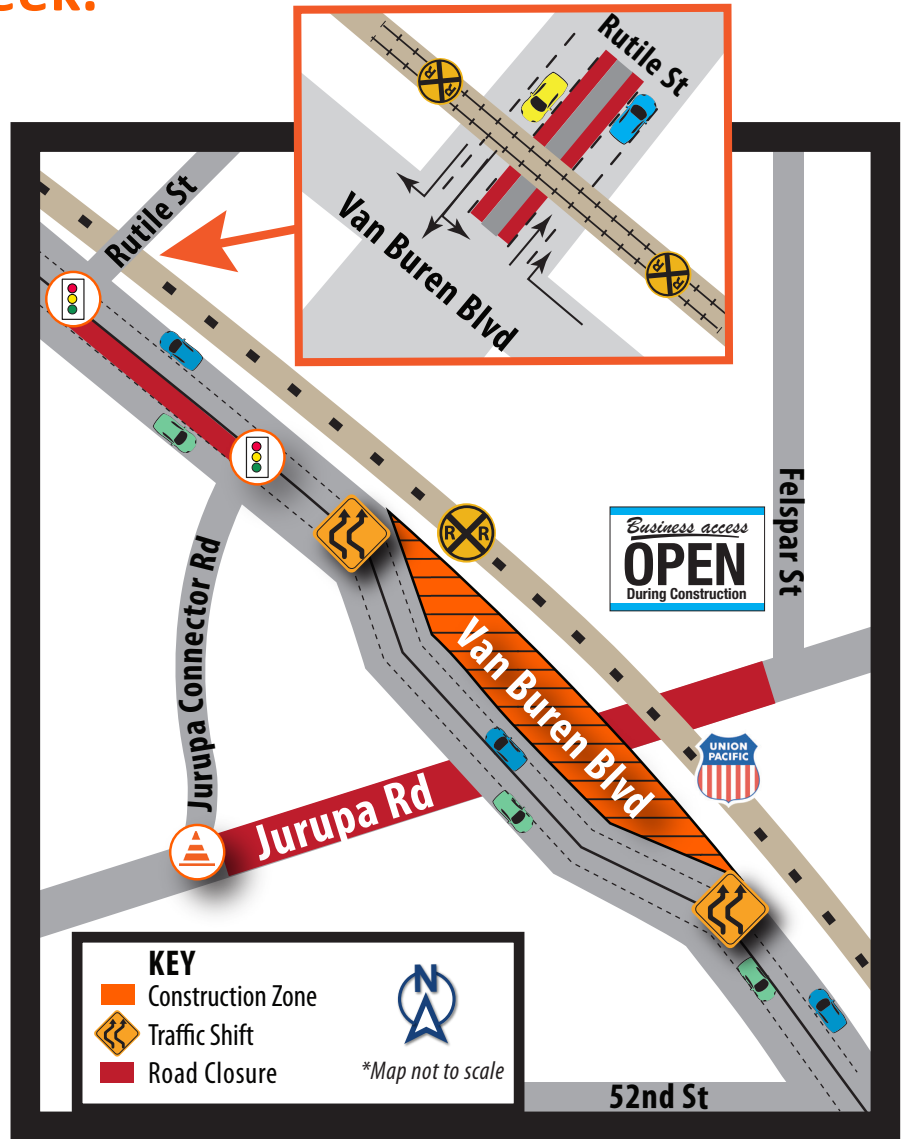 Rutile St
Van Buren Blvd
Rutile St
R
R
R
R
R R
Felspar St
Business access
OPEN
During Construction
Jurupa Connector Rd
Van Buren Blvd
UNION
PACIFIC
Jurupa Rd
KEY
Construction Zone
Traffic Shift
Road Closure
N
*Map not to scale
52nd St